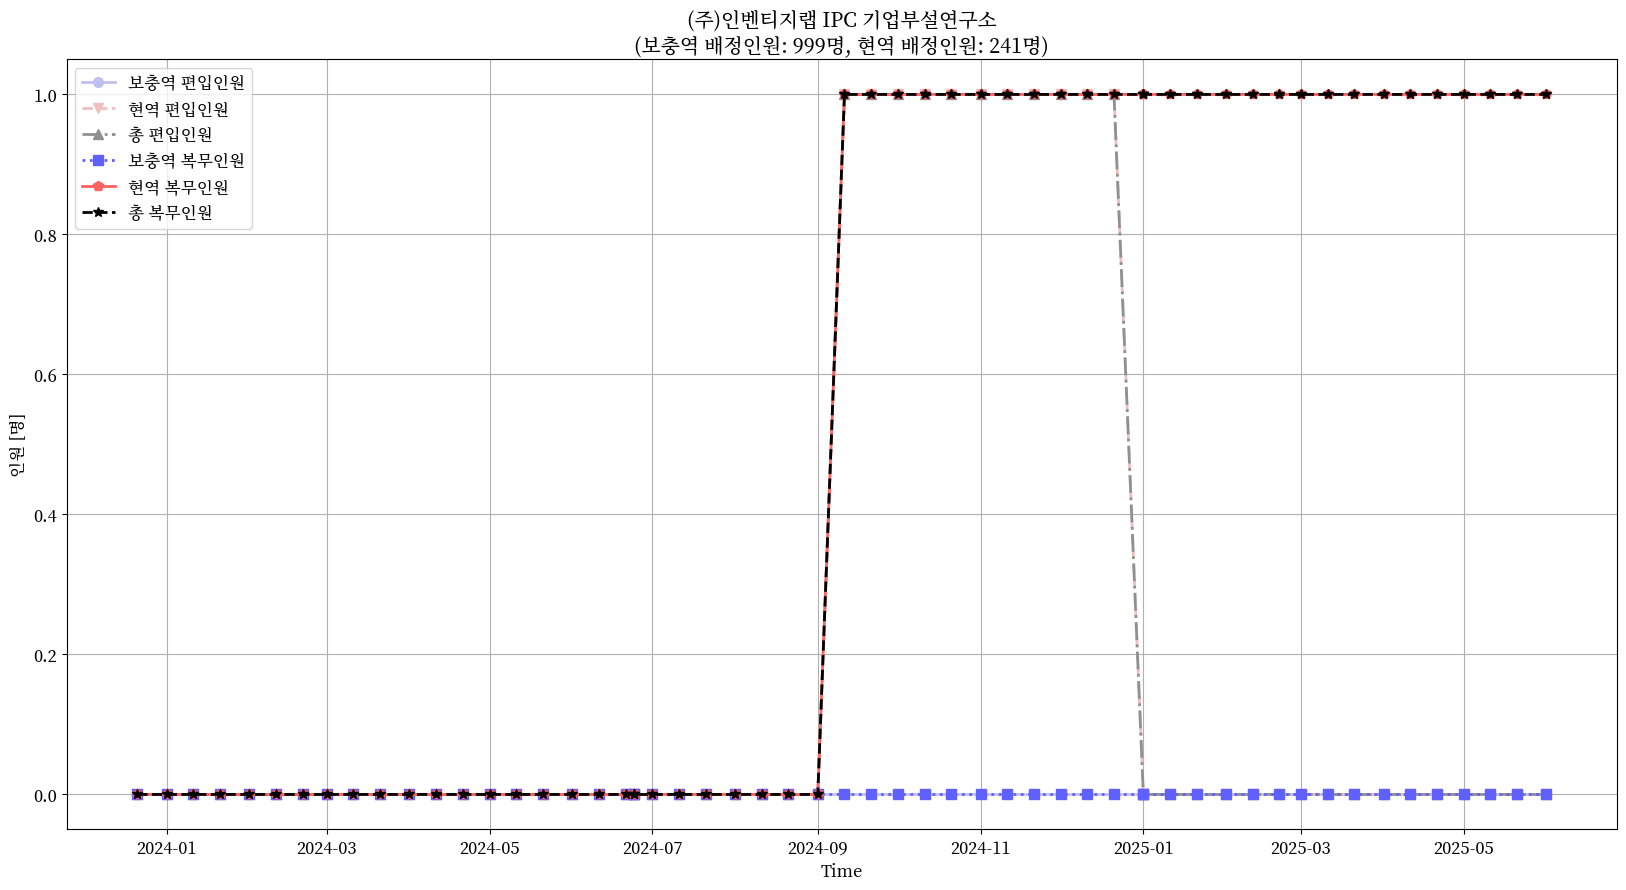 (주)인벤티지랩 IPC 기업부설연구소
(보충역 배정인원: 999명, 현역 배정인원: 241명)
보충역 편입인원
현역 편입인원
총 편입인원
보충역 복무인원
현역 복무인원
총 복무인원
인원 [명]
1.0
0.8
0.6
0.4
0.2
0.0
2024-01 2024-03 2024-05 2024-07 2024-09 2024-11 2025-01 2025-03 2025-05
Time